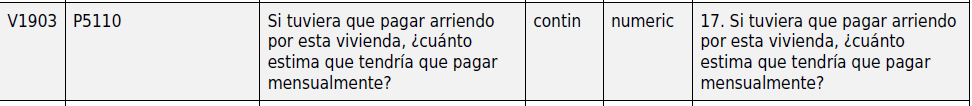 V1903 P5110 Si tuviera que pagar arriendo contin numeric 17. Si tuviera que pagar arriendo
por esta vivienda, ¿cuánto por esta vivienda, ¿cuánto
estima que tendría que pagar estima que tendría que pagar
mensualmente? mensualmente?